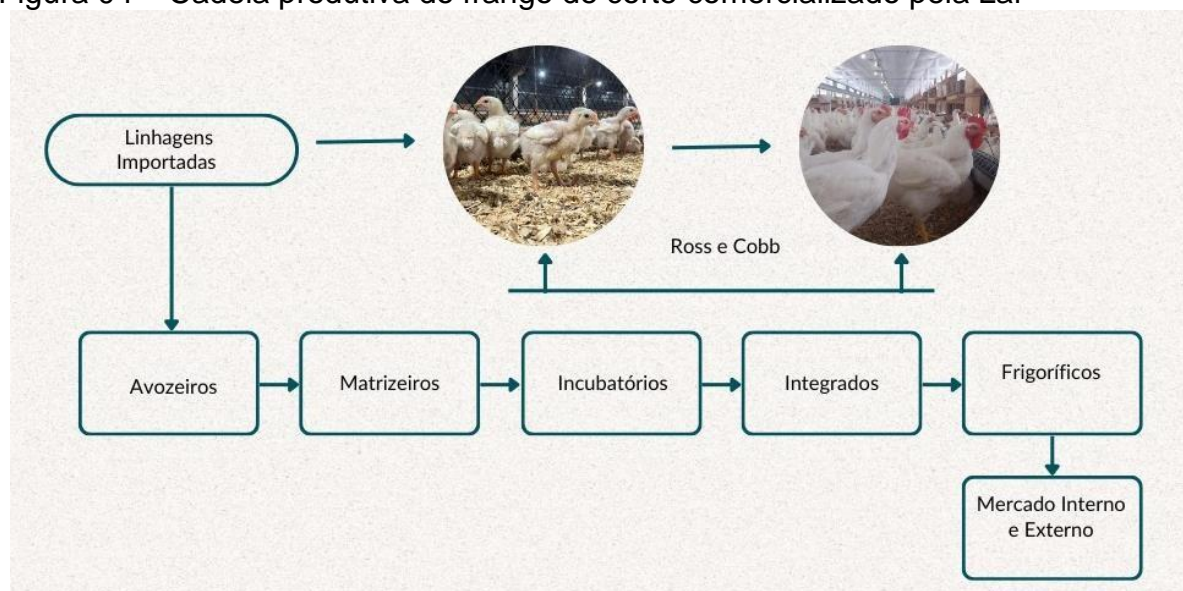 Figura – Cadeia produtiva do frango de corte comercializado pela Lar
Linhagens
Importadas
Ross e Cobb
Avozeiros
Matrizeiros
Incubatórios
Integrados
Frigoríficos
Mercado Interno
e Externo